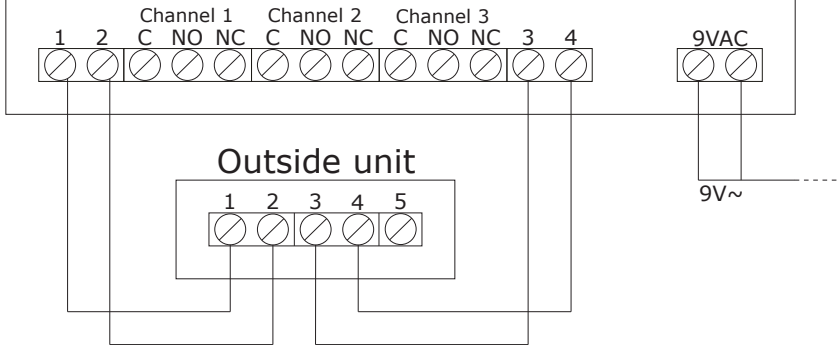 Channel 1 Channel 2 Channel 3
1 2 C NO NC C NO NC C NO NC 3 4 9VAC
Outside unit
9V~
1 2 3 4 5